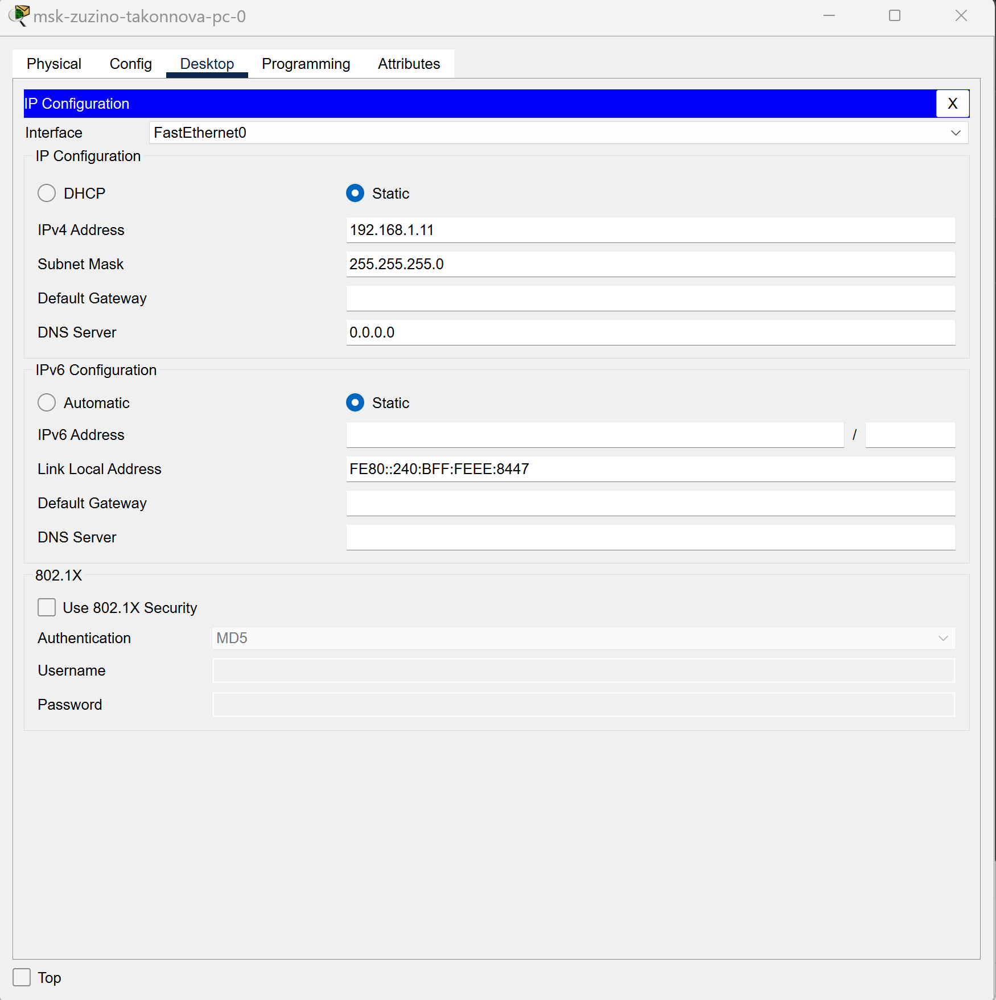 msk-zuzino-takonnova-pc-0
Physical Config Desktop Programming Attributes
IP Configuration X
Interface FastEthernet0
IP Configuration
DHCP Static
IPv4 Address 192.168.1.11
Subnet Mask 255.255.255.0
Default Gateway
DNS Server 0.0.0.0
IPv6 Configuration
Automatic Static
IPv6 Address /
Link Local Address FE80::240:BFF:FEEE:8447
Default Gateway
DNS Server
802.1X
Use 802.1X Security
Authentication MD5
Username
Password
Top